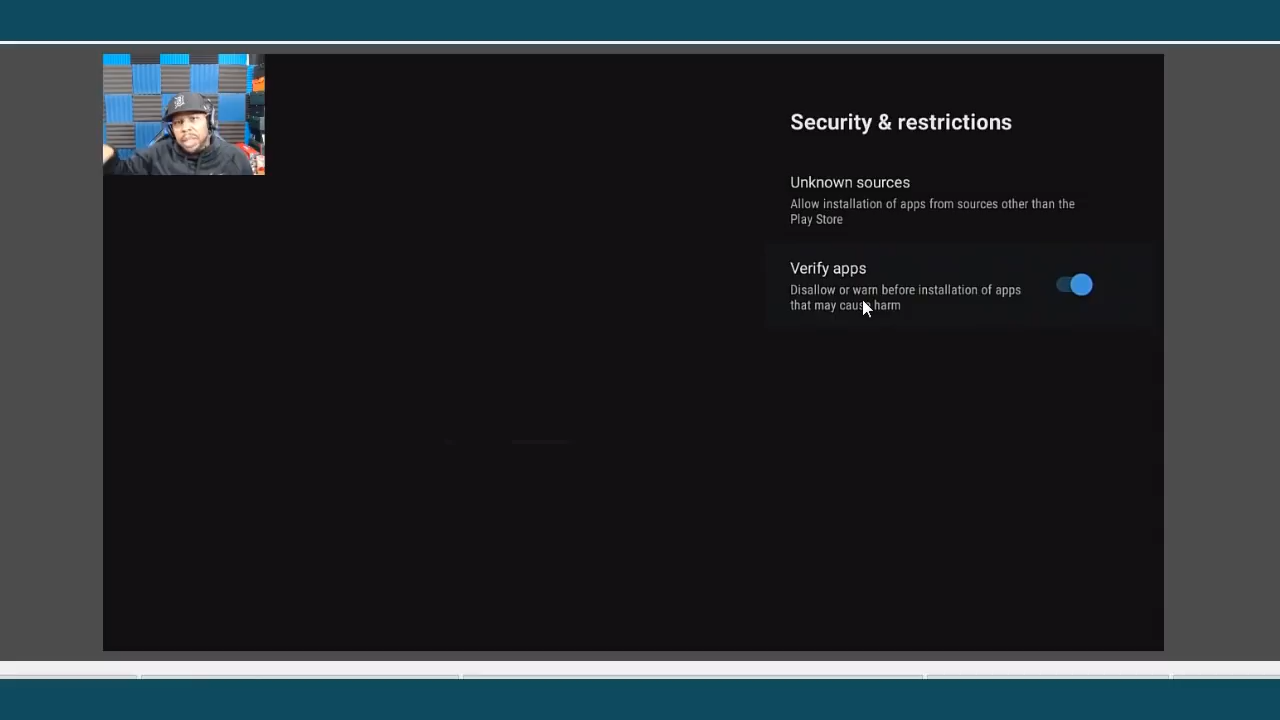 Security & restrictions
Unknown sources
Allow installation of apps from sources other than the
Play Store
Verify apps
Disallow or warn before installation of apps
that may cause harm